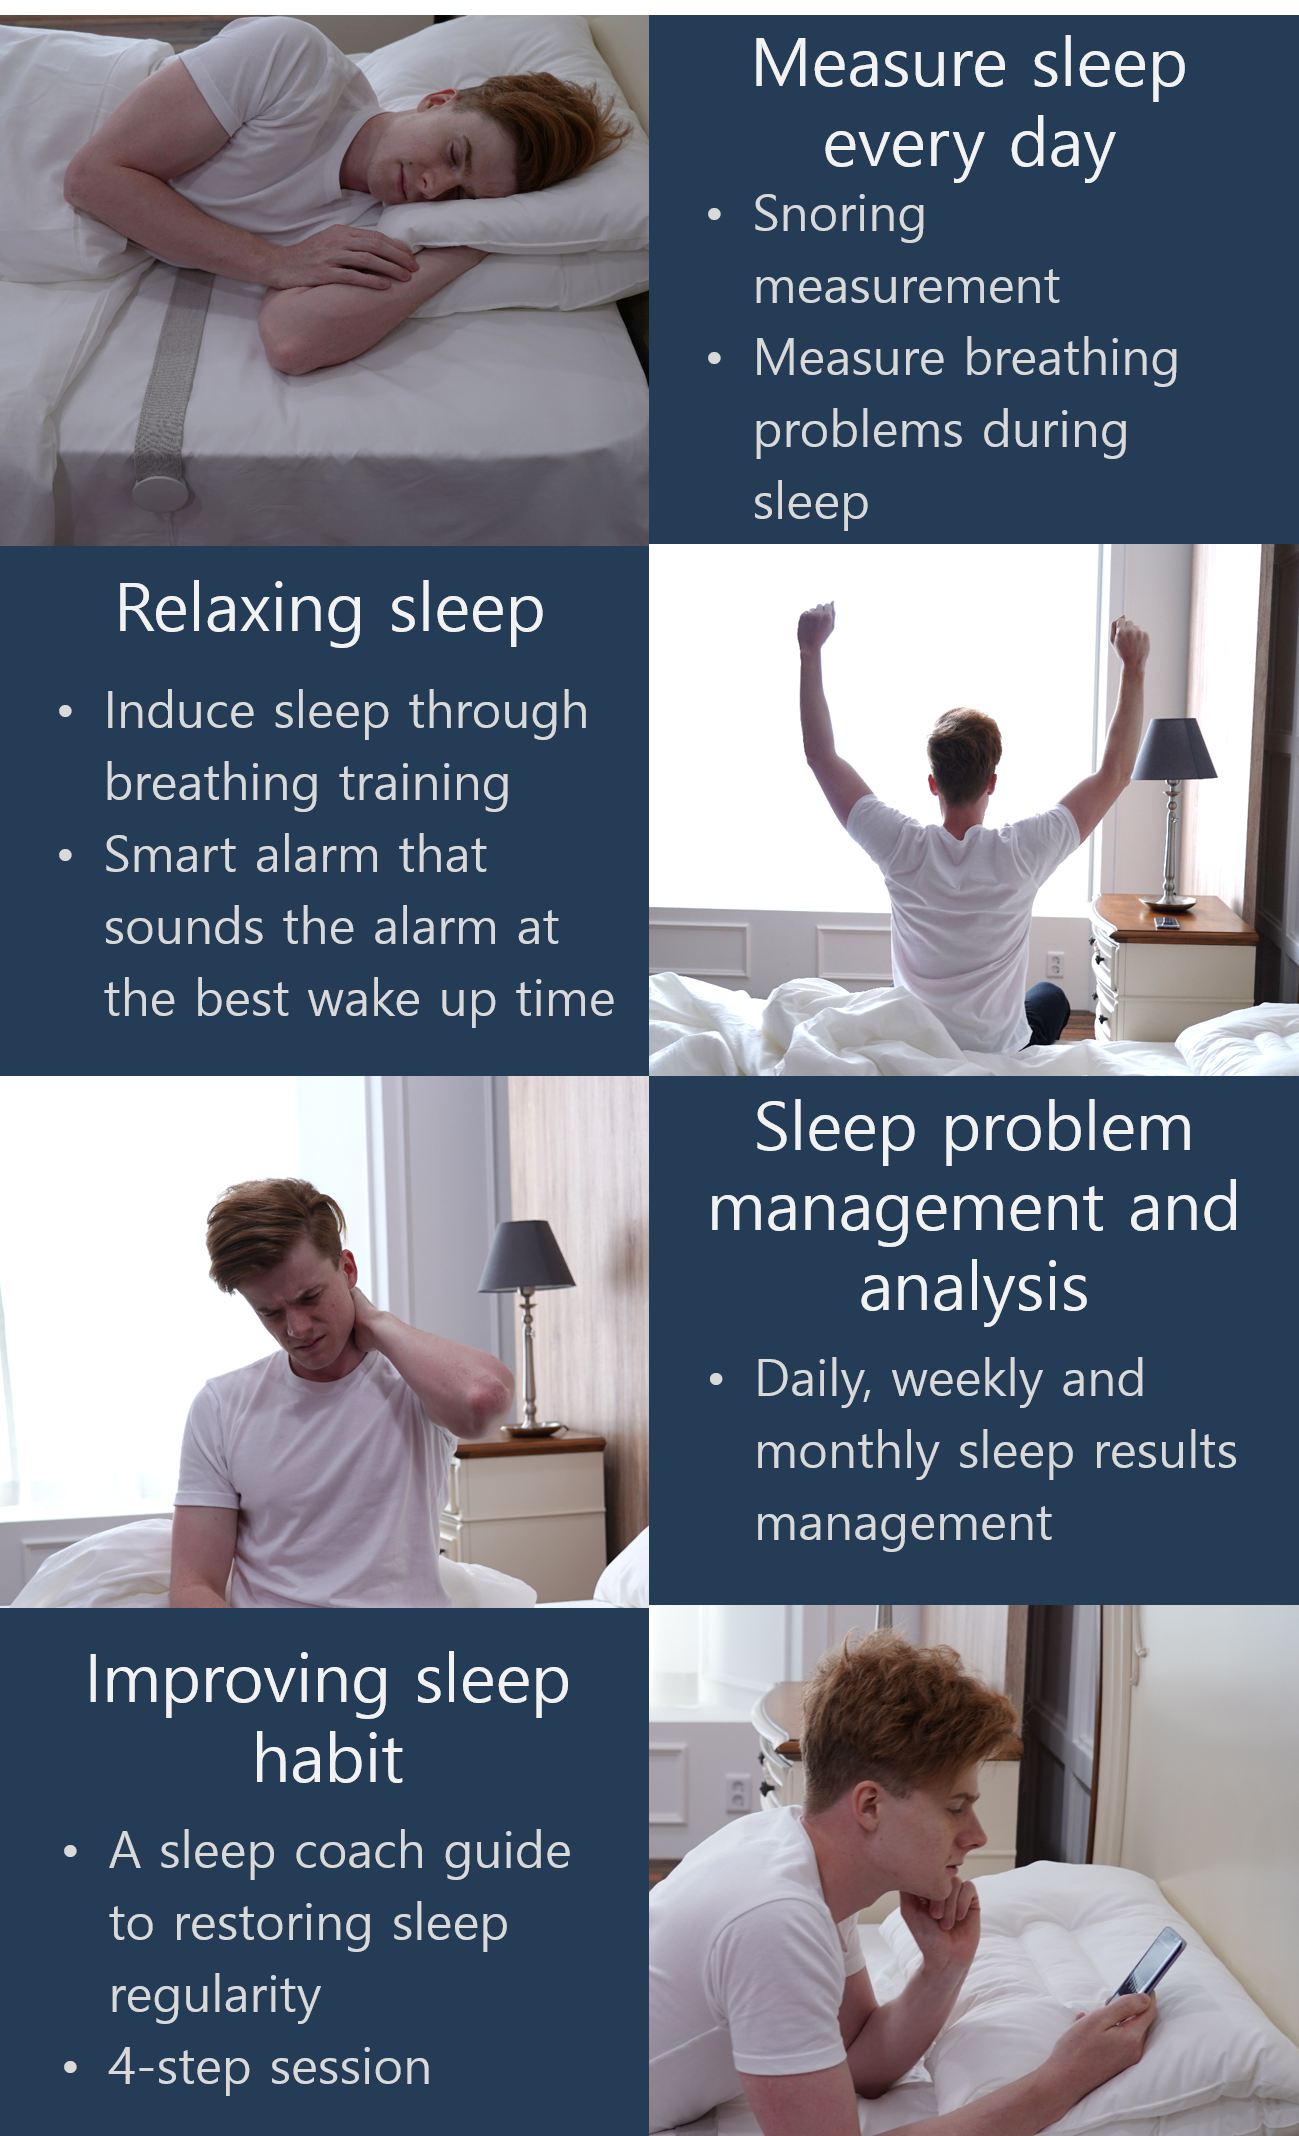 Measure sleep
every day
• Snoring
measurement
• Measure breathing
problems during
sleep
Relaxing sleep
• Induce sleep through
breathing training
• Smart alarm that
sounds the alarm at
the best wake up time
Sleep problem
management and
analysis
• Daily, weekly and
monthly sleep results
management
Improving sleep
habit
• A sleep coach guide
to restoring sleep
regularity
• 4-step session